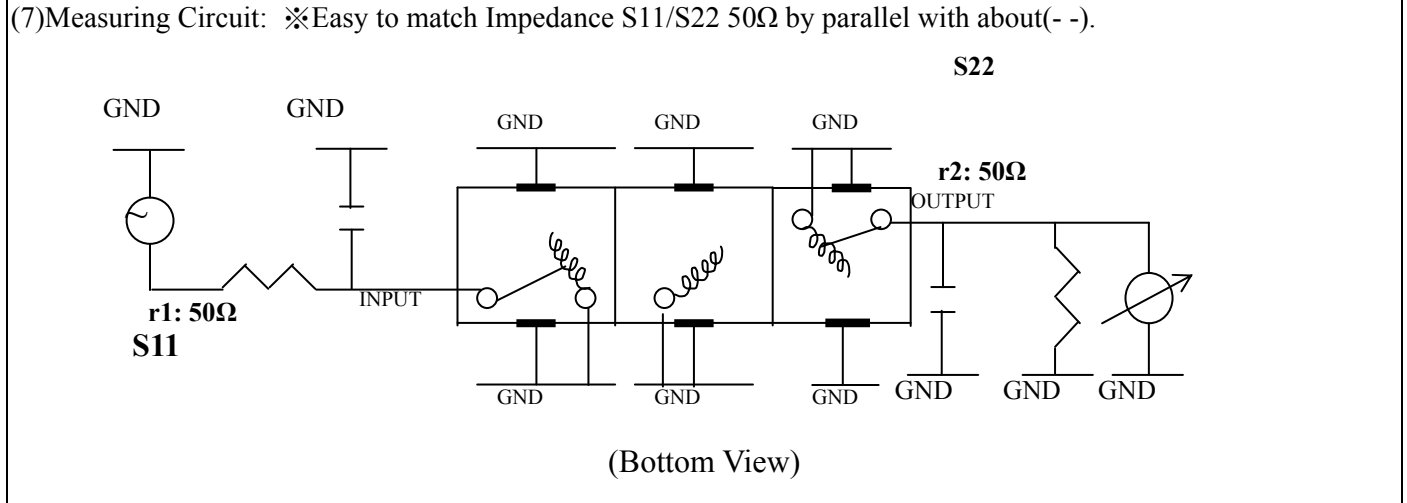 (7)Measuring Circuit: ※Easy to match Impedance S11/S22 50Ω by parallel with about(- -).
S22
GND GND GND GND GND
r2: 50Ω
OUTPUT
INPUT
r1: 50Ω
S11
GND GND GND GND GND GND
(Bottom View)